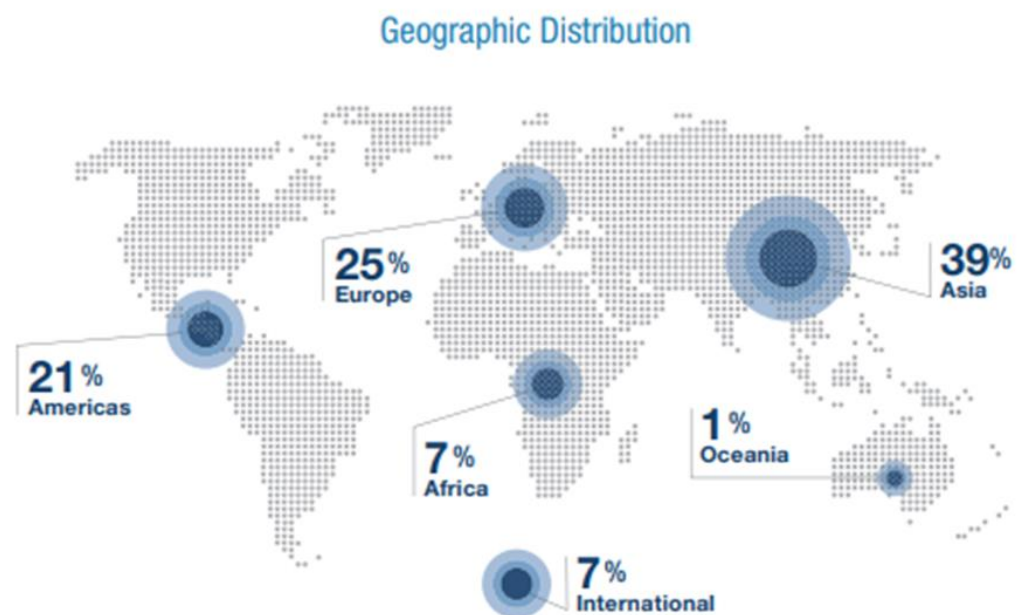 Geographic Distribution
25%
Europe
39%
Asia
21%
Americas
7%
Africa
1%
Oceania
7%
International